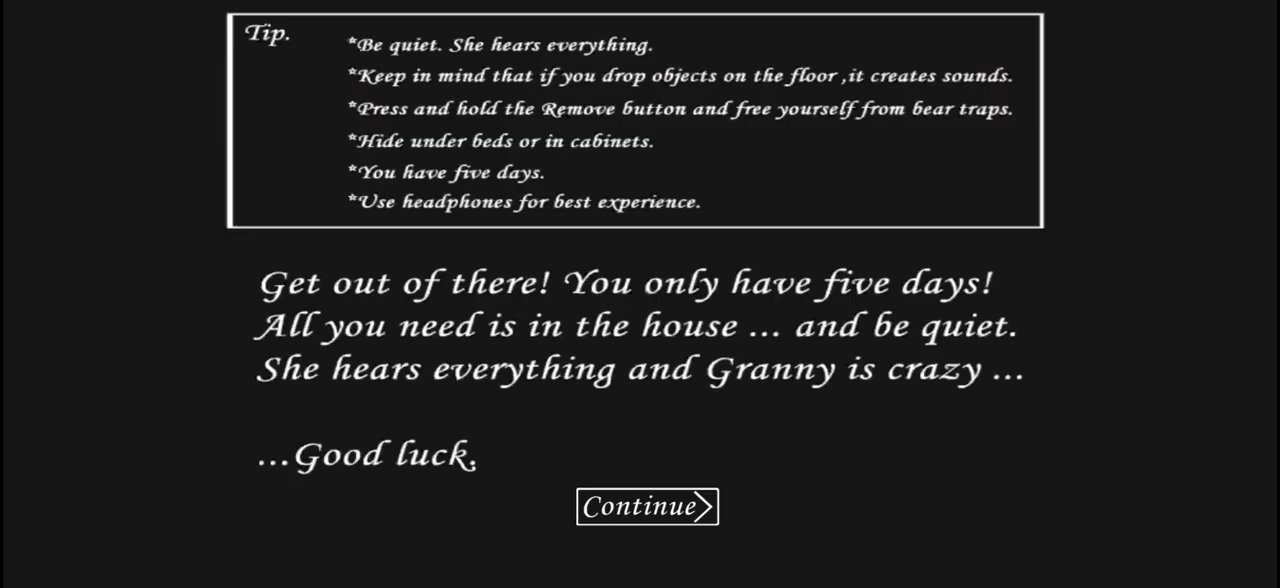 Tip.
*Be quiet. She hears everything.
*Keep in mind that if you drop objects on the floor ,it creates sounds.
*Press and hold the Remove button and free yourself from bear traps.
*Hide under beds or in cabinets.
*You have five days.
*Use headphones for best experience.
Get out of there! You only have five days!
All you need is in the house ... and be quiet.
She hears everything and Granny is crazy ...
...Good luck.
Continue>